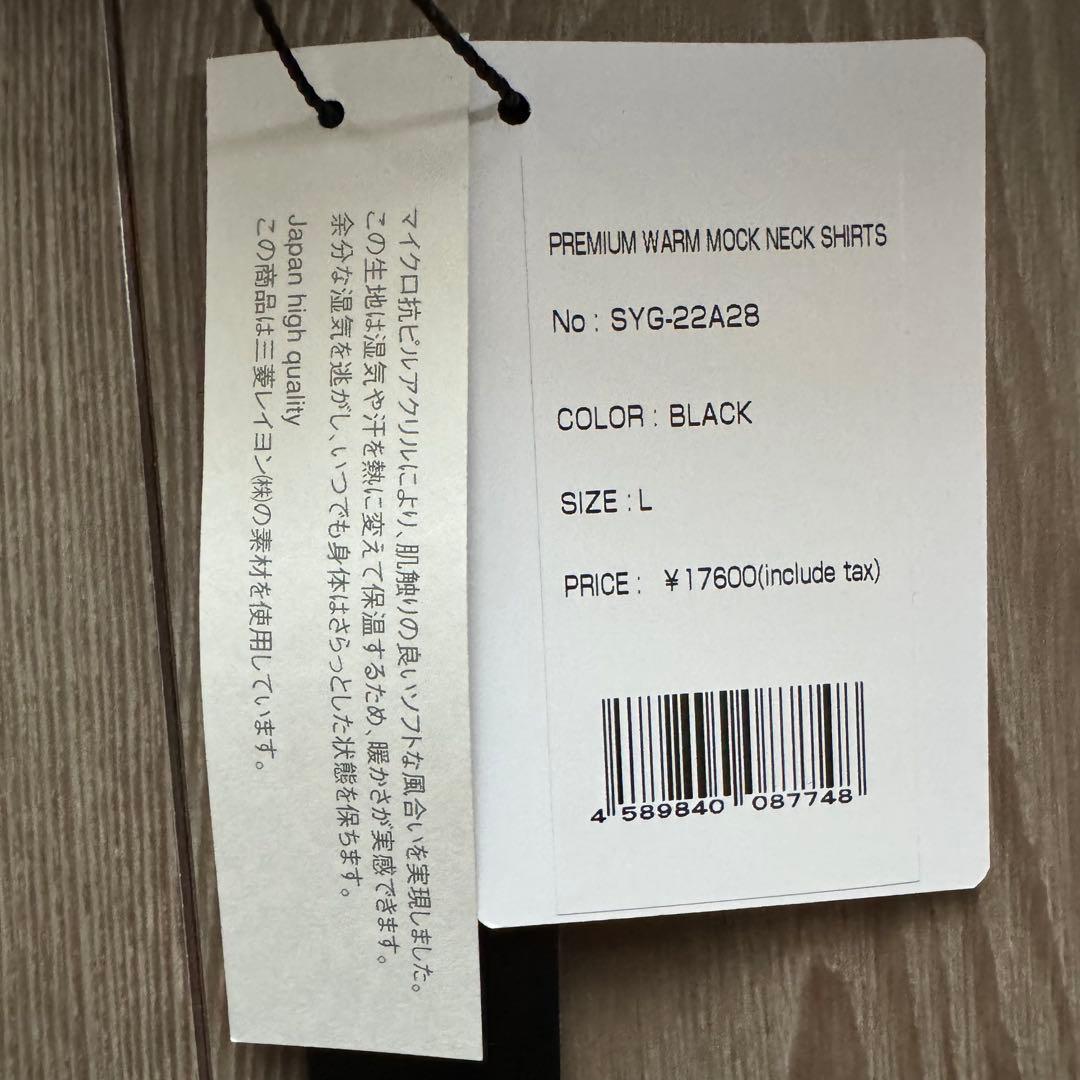 マイクロ抗ピルアクリルにより、肌触りの良いソフトな風合いを実現しました。
この生地は湿気や汗を熱に変えて保温するため、暖かさが実感できます。
余分な湿気を逃がし、いつでも身体はさらっとした状態を保ちます。
Japan high quality
この商品は三菱レイヨン㈱の素材を使用しています。
PREMIUM WARM MOCK NECK SHIRTS
No : SYG-22A28
COLOR : BLACK
SIZE : L
PRICE : ¥17600(include tax)
4 589840 087748